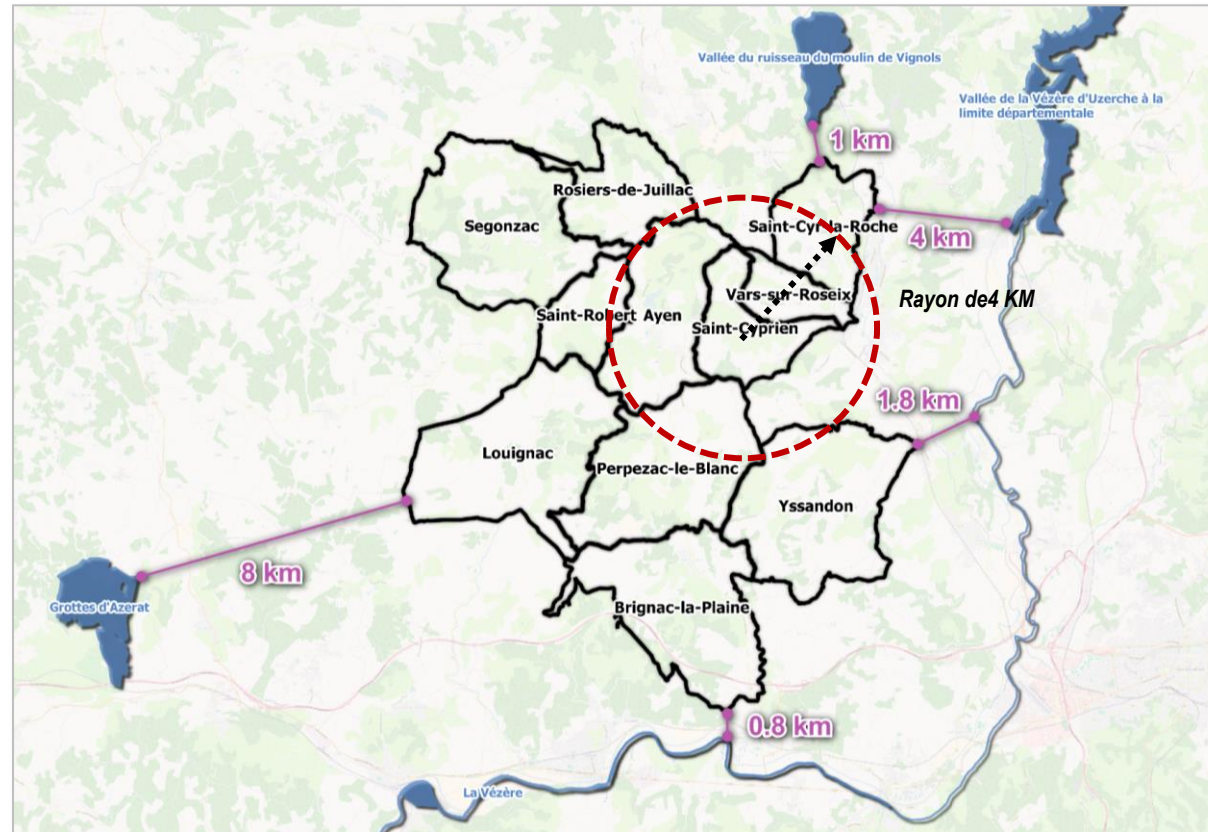 Vallée du ruisseau du moulin de Vignols
Vallée de la Vézère d'Uzerche à la
limite départementale
1 km
Rosiers-de-Juillac
Segonzac
Saint-Cyr-la-Roche
4 km
Vars-sur-Roseix
Rayon de4 KM
Saint-Robert
Ayen
Saint-Cyprien
1.8 km
Louignac
Perpezac-le-Blanc
Yssandon
8 km
Grottes d'Azerat
Brignac-la-Plaine
0.8 km
La Vézère